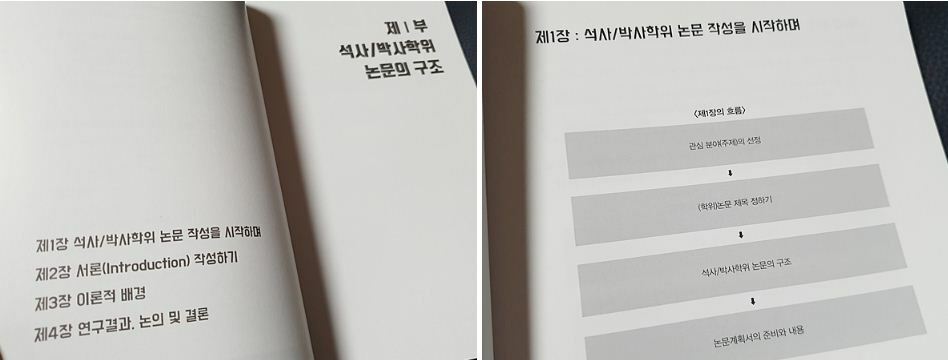 제 1 부
석사/박사학위
논문의 구조
제1장 석사/박사학위 논문 작성을 시작하며
제2장 서론(Introduction) 작성하기
제3장 이론적 배경
제4장 연구결과, 논의 및 결론
제1장 : 석사/박사학위 논문 작성을 시작하며
<제1장의 흐름>
관심 분야(주제)의 선정
(학위)논문 제목 정하기
석사/박사학위 논문의 구조
논문계획서의 준비와 내용